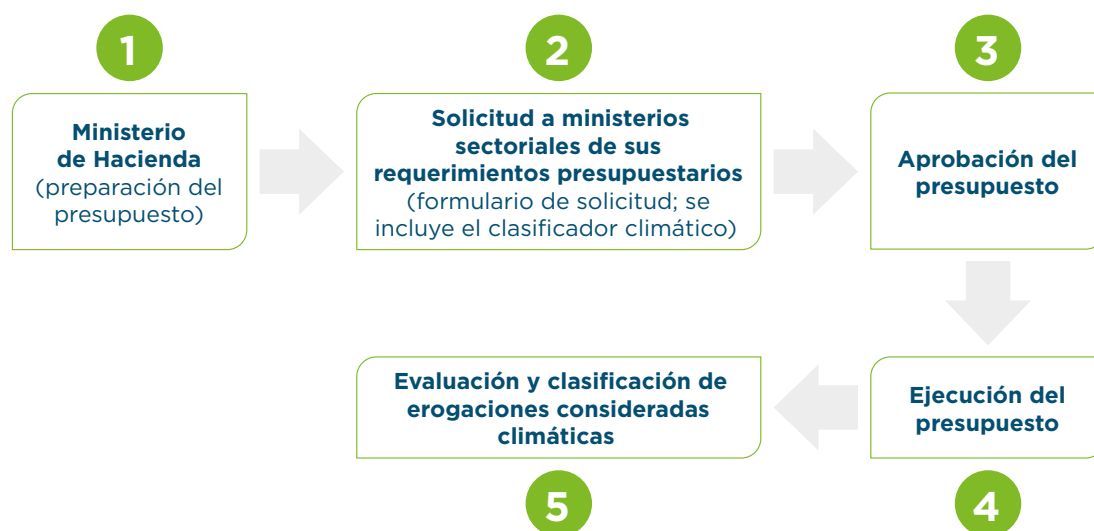 1
Ministerio
de Hacienda
(preparación del
presupuesto)
2
Solicitud a ministerios
sectoriales de sus
requerimientos presupuestarios
(formulario de solicitud; se
incluye el clasificador climático)
3
Aprobación del
presupuesto
Ejecución del
presupuesto
4
Evaluación y clasificación de
erogaciones consideradas
climáticas
5